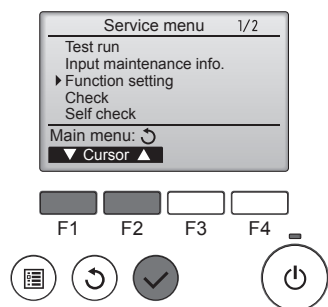 Service menu 1/2
Test run
Input maintenance info.
Function setting
Check
Self check
Main menu:
▼ Cursor ▲
F1 F2 F3 F4